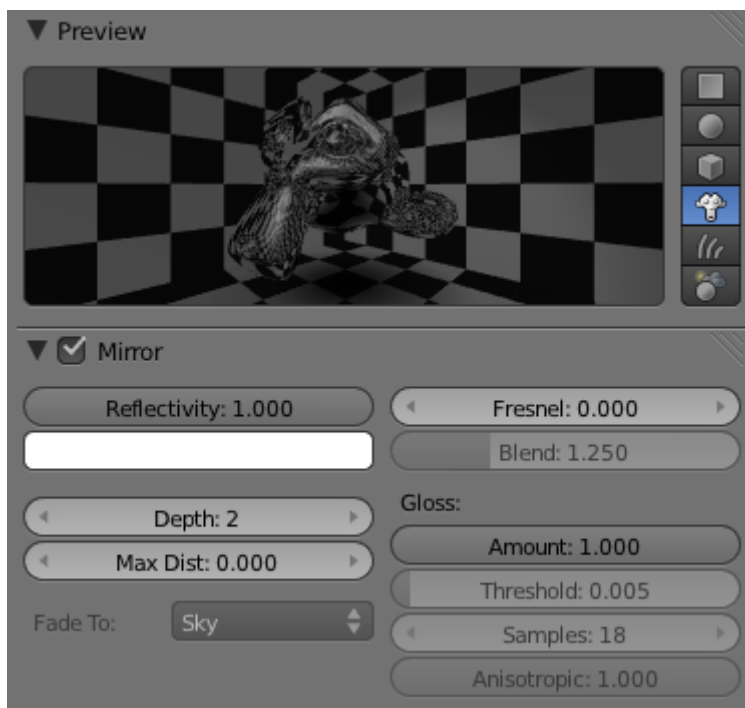 Preview
Mirror
Reflectivity: 1.000
Fresnel: 0.000
Blend: 1.250
Depth: 2
Max Dist: 0.000
Fade To: Sky
Gloss:
Amount: 1.000
Threshold: 0.005
Samples: 18
Anisotropic: 1.000